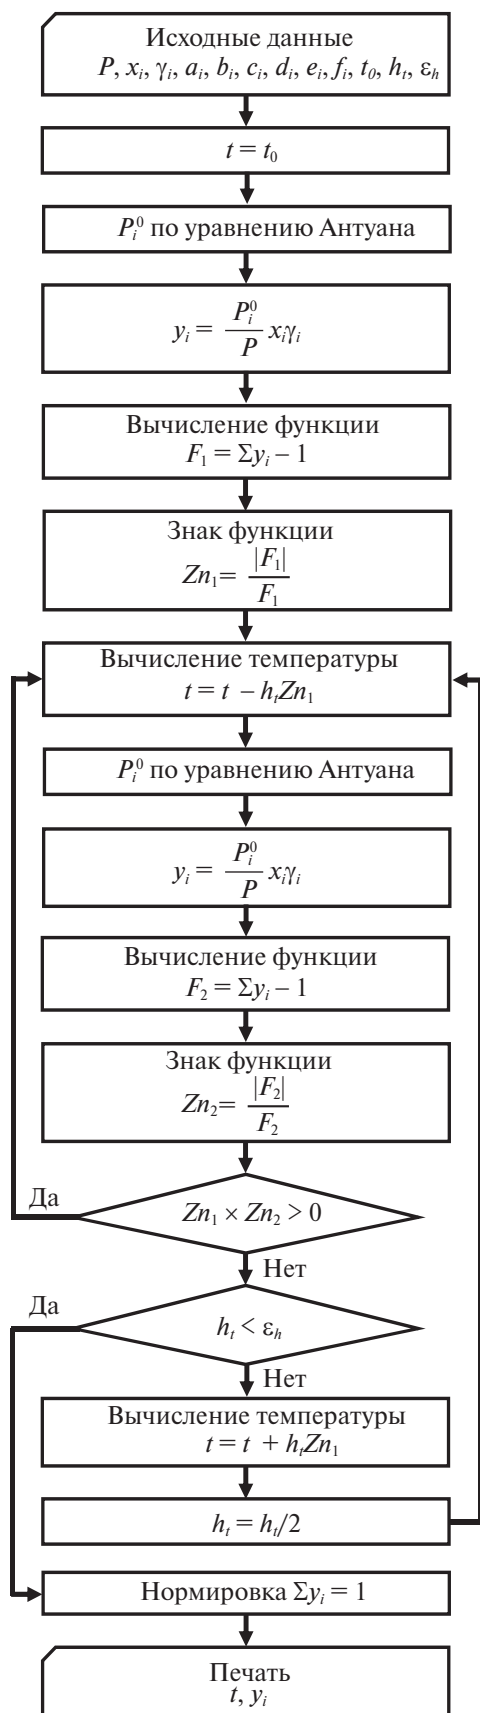 Исходные данные
P, xᵢ, γᵢ, aᵢ, bᵢ, cᵢ, dᵢ, eᵢ, fᵢ, t₀, hₜ, εₕ
t = t₀
Pᵢ⁰ по уравнению Антуана
yᵢ = Pᵢ⁰/P xᵢγᵢ
Вычисление функции
F₁ = Σyᵢ – 1
Знак функции
Zn₁= |F₁|/F₁
Вычисление температуры
t = t – hₜZn₁
Pᵢ⁰ по уравнению Антуана
yᵢ = Pᵢ⁰/P xᵢγᵢ
Вычисление функции
F₂ = Σyᵢ – 1
Знак функции
Zn₂= |F₂|/F₂
Да
Zn₁ × Zn₂ > 0
Нет
Да
hₜ < εₕ
Нет
Вычисление температуры
t = t + hₜZn₁
hₜ = hₜ/2
Нормировка Σyᵢ = 1
Печать
t, yᵢ